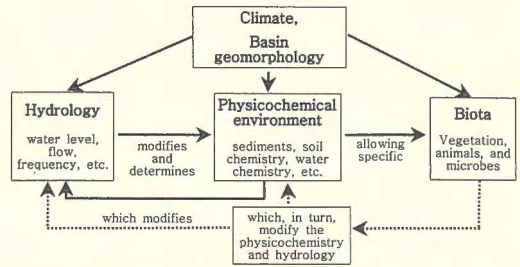 Climate,
Basin
geomorphology
Hydrology
water level,
flow,
frequency, etc.
modifies
and
determines
Physicochemical
environment
sediments, soil
chemistry, water
chemistry, etc.
allowing
specific
Biota
Vegetation,
animals, and
microbes
which modifies
which, in turn,
modify the
physicochemistry
and hydrology